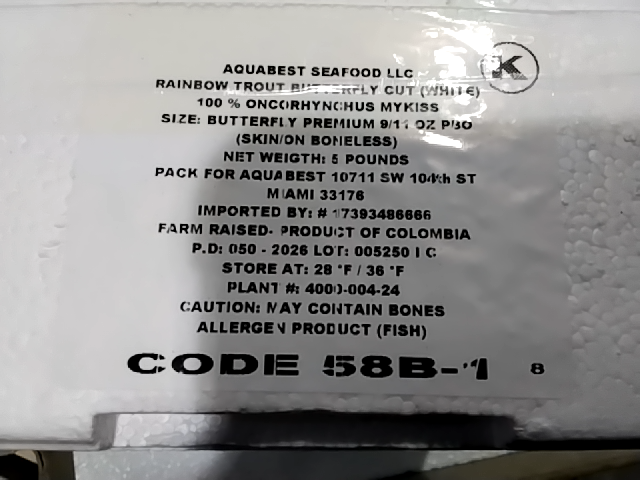 K
AQUABEST SEAFOOD LLC
RAINBOW TROUT BUTTERFLY CUT (WHITE)
100 % ONCORHYNCHUS MYKISS
SIZE: BUTTERFLY PREMIUM 9/11 OZ PBO
(SKIN/ON BONELESS)
NET WEIGTH: 5 POUNDS
PACK FOR AQUABEST 10711 SW 104th ST
MIAMI 33176
IMPORTED BY: # 17393486666
FARM RAISED- PRODUCT OF COLOMBIA
P.D: 050 - 2026 LOT: 005250 I C
STORE AT: 28 °F / 36 °F
PLANT #: 4000-004-24
CAUTION: MAY CONTAIN BONES
ALLERGEN PRODUCT (FISH)
CODE 58B-1 8